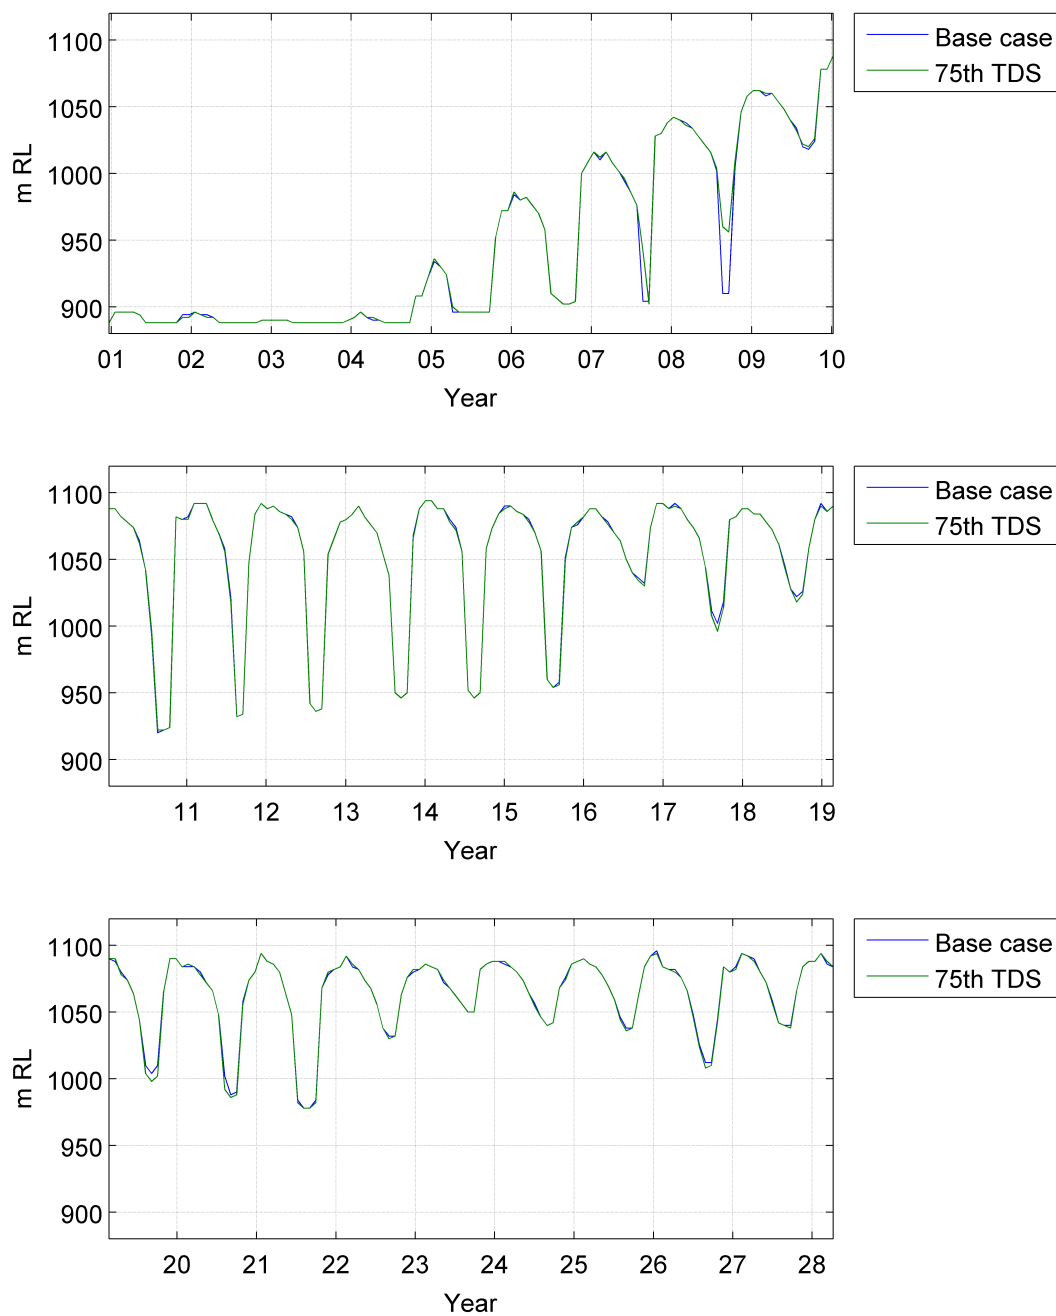 1100
1050
1000
950
900
m RL
01 02 03 04 05 06 07 08 09 10
Year
Base case
75th TDS
1100
1050
1000
950
900
m RL
11 12 13 14 15 16 17 18 19
Year
Base case
75th TDS
1100
1050
1000
950
900
m RL
20 21 22 23 24 25 26 27 28
Year
Base case
75th TDS